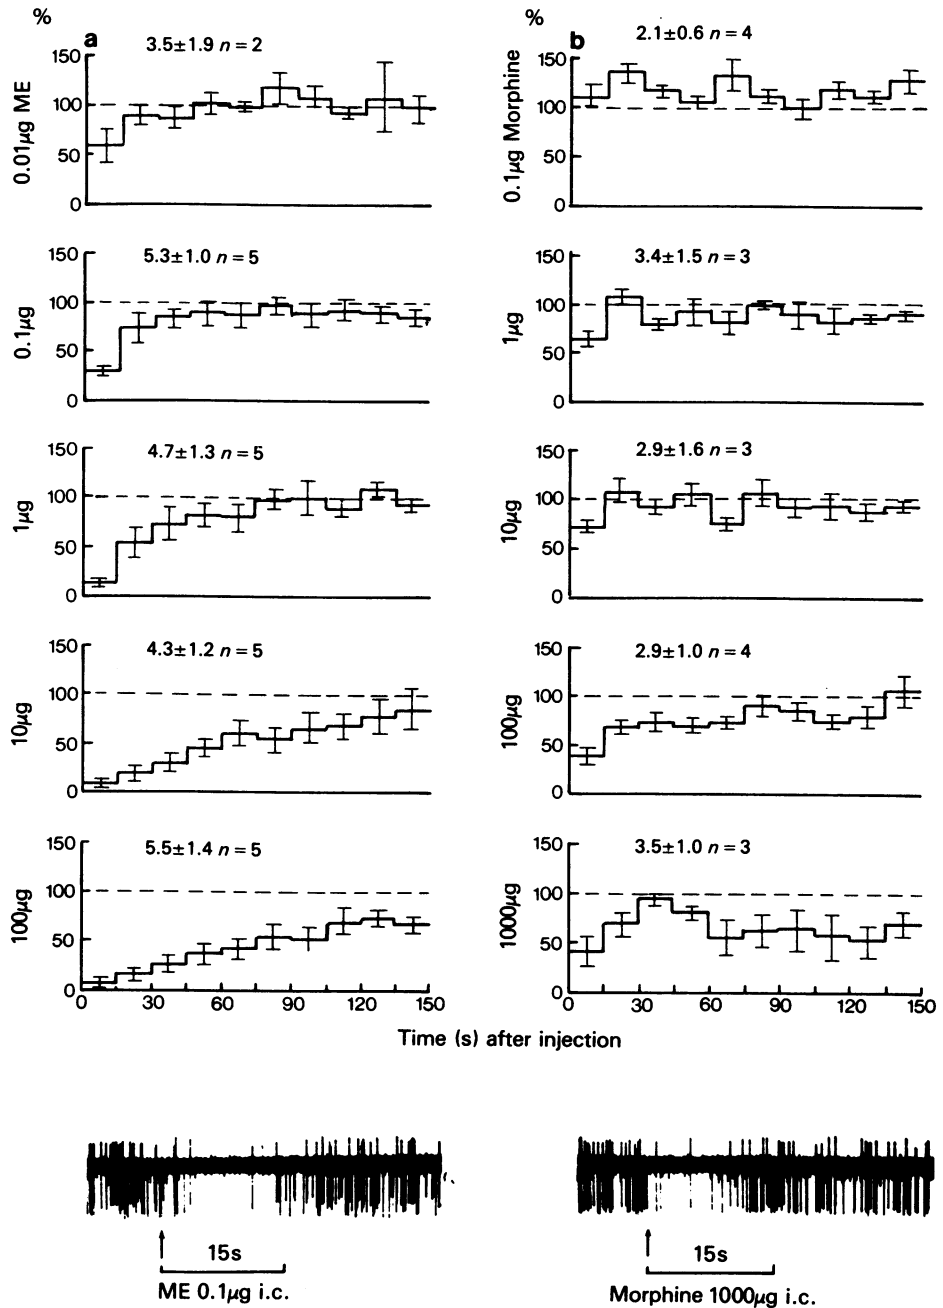 %
a
3.5±1.9 n = 2
0.01µg ME
150
100
50
0
5.3±1.0 n = 5
0.1µg
150
100
50
0
4.7±1.3 n = 5
1µg
150
100
50
0
4.3±1.2 n = 5
10µg
150
100
50
0
5.5±1.4 n = 5
100µg
150
100
50
0
0 30 60 90 120 150
%
b
2.1±0.6 n = 4
0.1µg Morphine
150
100
50
0
3.4±1.5 n = 3
1µg
150
100
50
0
2.9±1.6 n = 3
10µg
150
100
50
0
2.9±1.0 n = 4
100µg
150
100
50
0
3.5±1.0 n = 3
1000µg
150
100
50
0
0 30 60 90 120 150
Time (s) after injection
15s
ME 0.1µg i.c.
15s
Morphine 1000µg i.c.